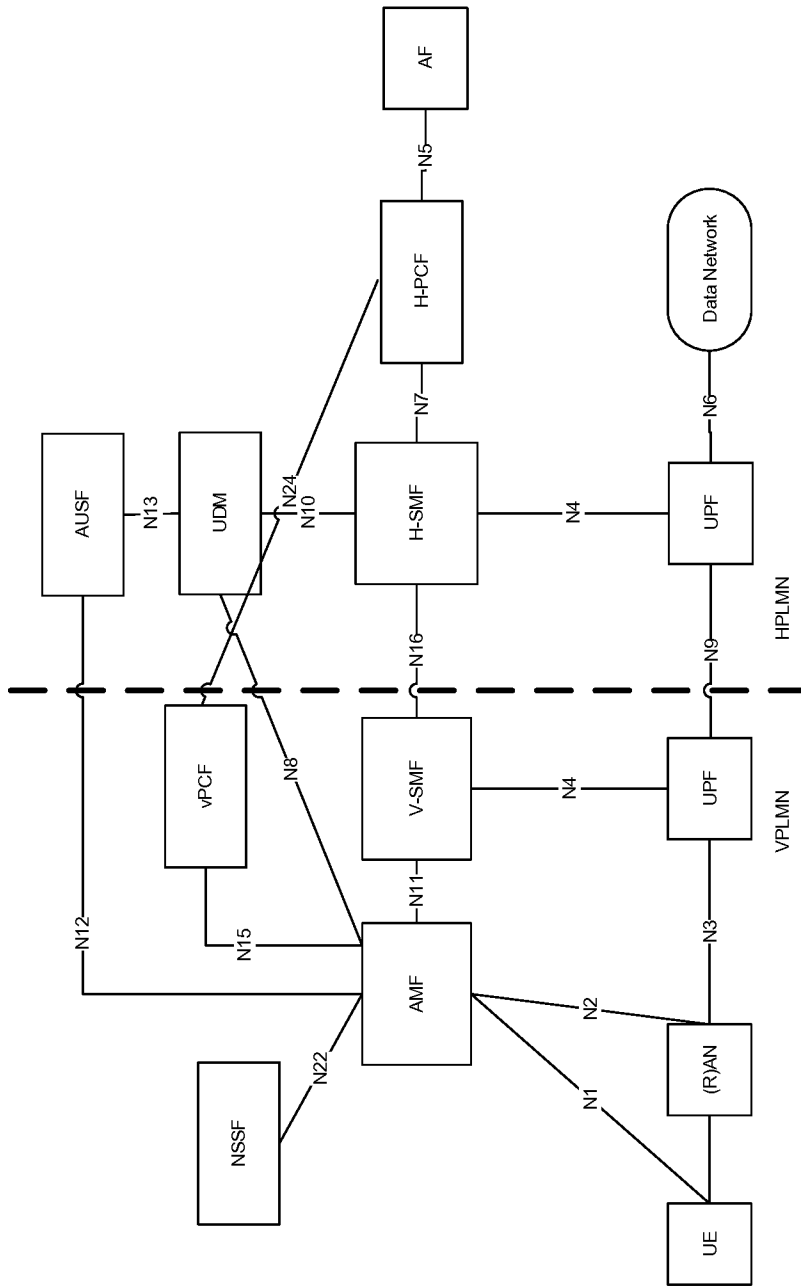 AUSF
N13
N12
NSSF
N22
N15
vPCF
N8
UDM
N24
N10
AMF
N11
V-SMF
N16
H-SMF
N7
H-PCF
N5
AF
N1
N2
N4
N4
UE
(R)AN
N3
UPF
N9
UPF
N6
Data Network
VPLMN
HPLMN